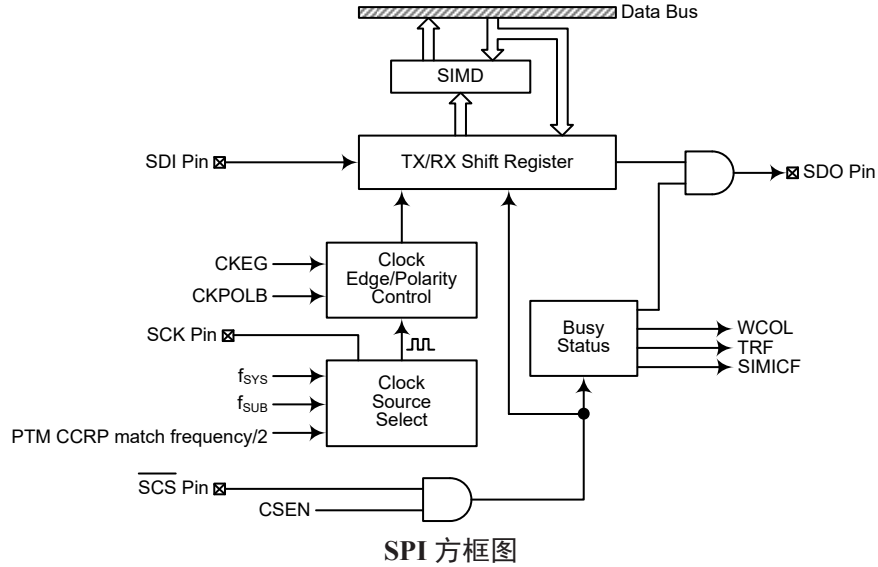 Data Bus
SIMD
SDI Pin
TX/RX Shift Register
SDO Pin
CKEG
CKPOLB
Clock
Edge/Polarity
Control
SCK Pin
Busy
Status
WCOL
TRF
SIMICF
fSYS
fSUB
PTM CCRP match frequency/2
Clock
Source
Select
SCS Pin
CSEN
SPI 方框图